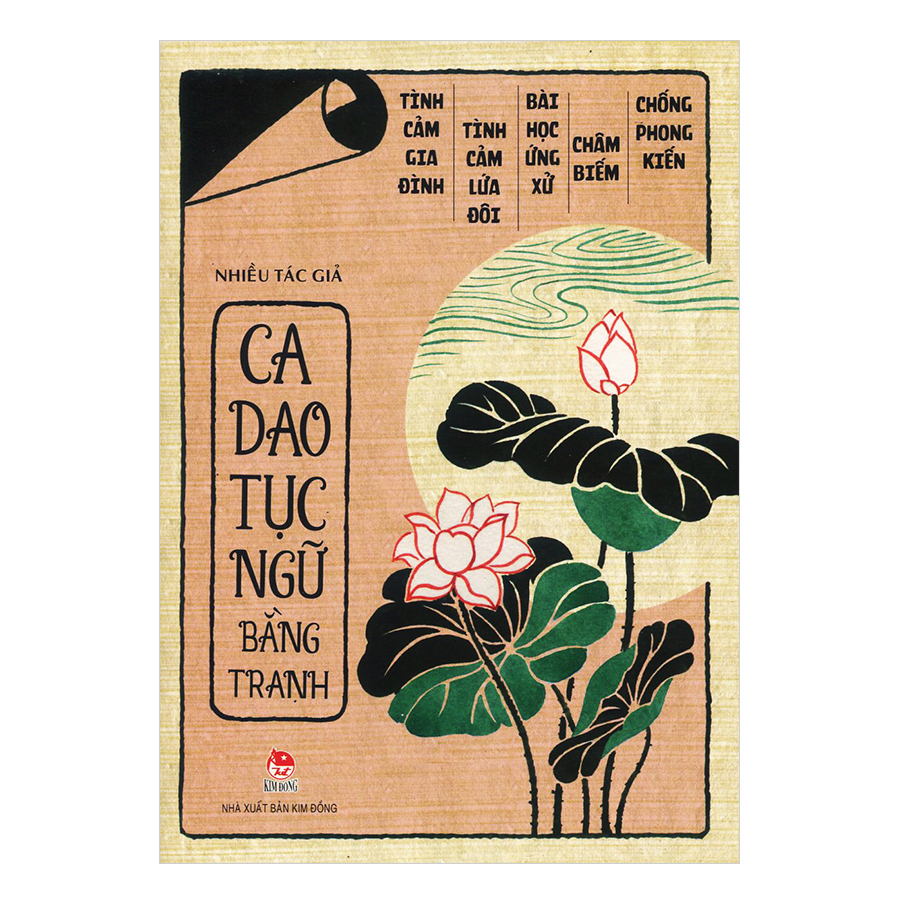 TÌNH
CẢM
GIA
ĐÌNH
TÌNH
CẢM
LỨA
ĐÔI
BÀI
HỌC
ỨNG
XỬ
CHÂM
BIẾM
CHỐNG
PHONG
KIẾN
NHIỀU TÁC GIẢ
CA
DAO
TỤC
NGỮ
BẰNG
TRANH
KIM ĐỒNG
NHÀ XUẤT BẢN KIM ĐỒNG